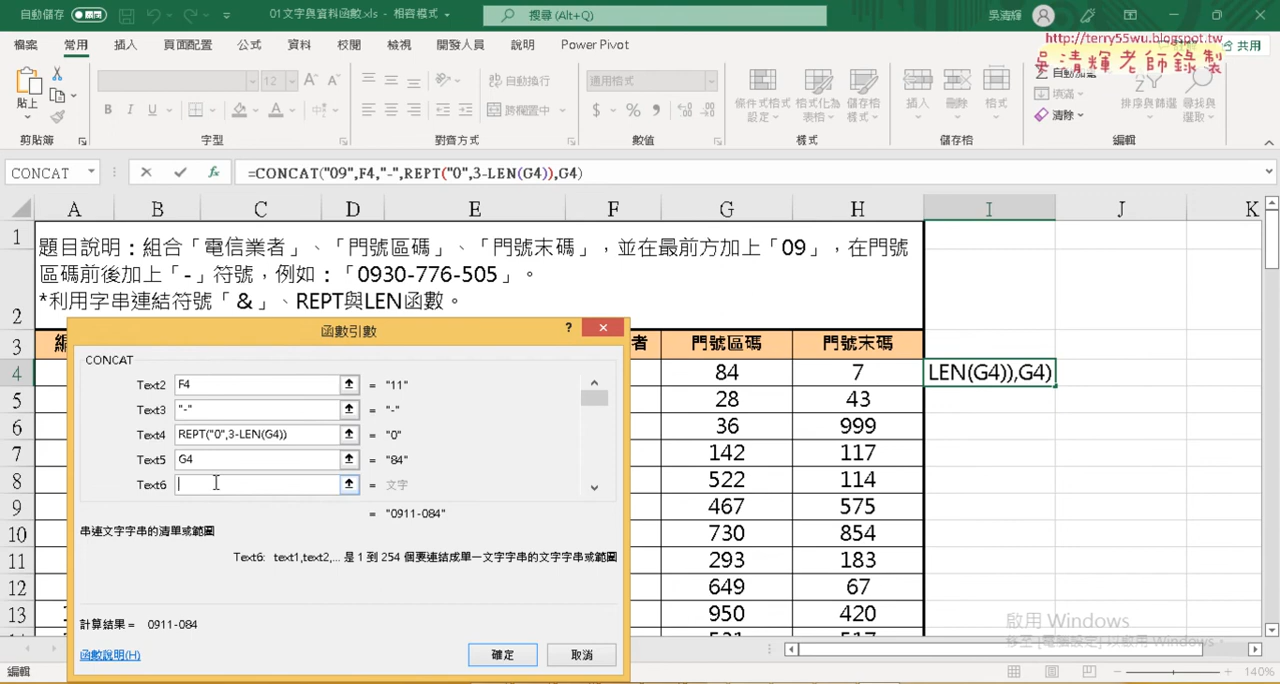 自動儲存 01文字與資料函數.xls - 相容模式 搜尋 (Alt+Q) 吳清輝
http://terry55wu.blogspot.tw
檔案 常用 插入 頁面配置 公式 資料 校閱 檢視 開發人員 說明 Power Pivot 共用
吳清輝老師錄製
12 自動換行 通用格式 自動加總
貼上 B I U 跨欄置中 $ % 條件式格式設定 格式化為表格 儲存格樣式 插入 刪除 格式 填滿 清除 排序與篩選 尋找與選取
剪貼簿 字型 對齊方式 數值 樣式 儲存格 編輯
CONCAT =CONCAT("09",F4,"-",REPT("0",3-LEN(G4)),G4)
A B C D E F G H I J K
1 題目說明：組合「電信業者」、「門號區碼」、「門號末碼」，並在最前方加上「09」，在門號
區碼前後加上「-」符號，例如：「0930-776-505」。
2 *利用字串連結符號「&」、REPT與LEN函數。
函數引數 ?
3 者 門號區碼 門號末碼
CONCAT
4 84 7 LEN(G4)),G4)
Text2 F4 = "11"
5 28 43
Text3 "-" = "-"
6 36 999
Text4 REPT("0",3-LEN(G4)) = "0"
7 142 117
Text5 G4 = "84"
8 522 114
Text6 = 文字
9 467 575
= "0911-084"
10 730 854
串連文字字串的清單或範圍
11 293 183
Text6: text1,text2,... 是 1 到 254 個要連結成單一文字字串的文字字串或範圍
12 649 67
13 950 420
計算結果 = 0911-084
啟用 Windows
移至 [電腦設定] 以啟用 Windows。
函數說明(H) 確定 取消
編輯 140%